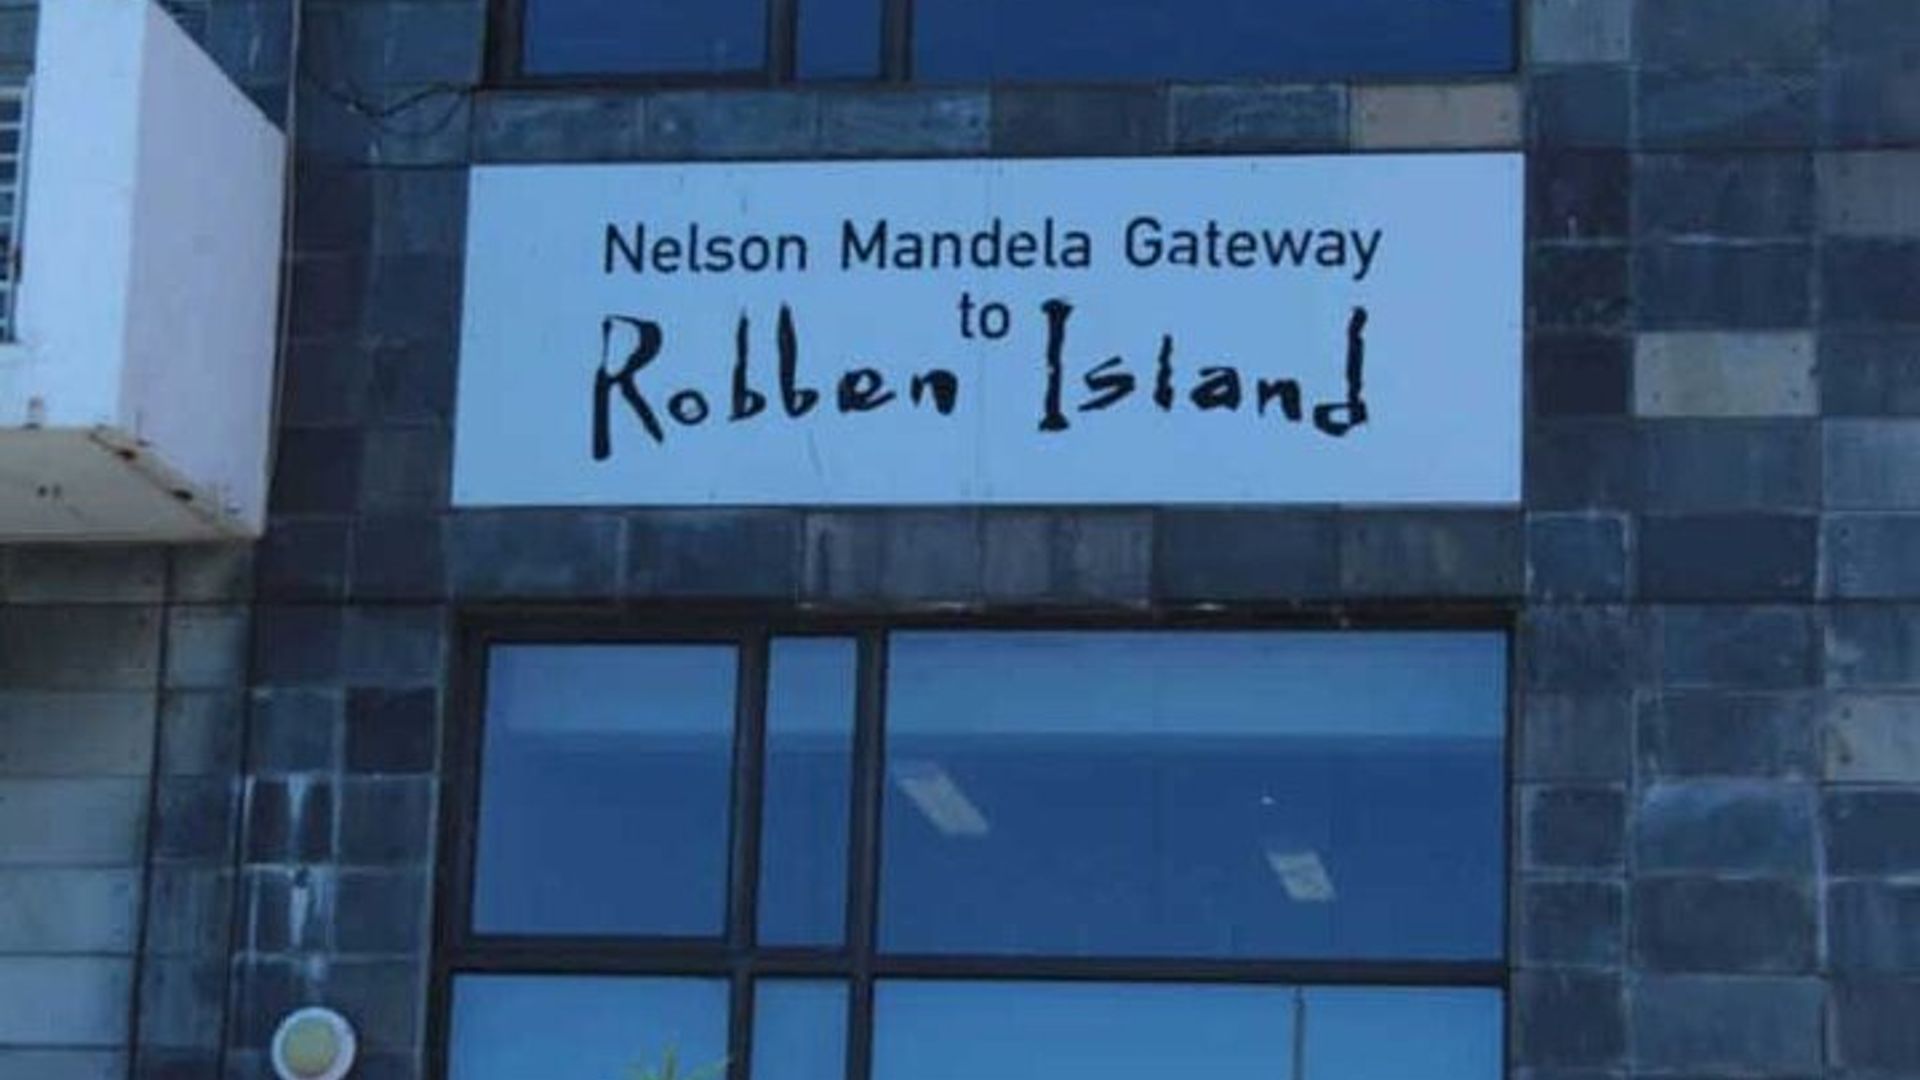 Nelson Mandela Gateway
to
Robben Island